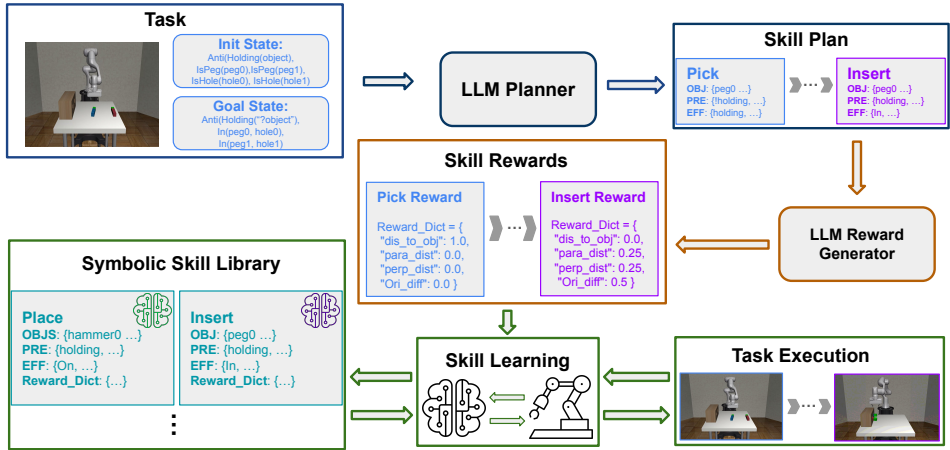 Task
Init State:
Anti(Holding(object),
IsPeg(peg0),IsPeg(peg1),
IsHole(hole0), IsHole(hole1)
Goal State:
Anti(Holding("?object"),
In(peg0, hole0),
In(peg1, hole1)
LLM Planner
Skill Plan
Pick
OBJ: {peg0 ...}
PRE: {!holding, ...}
EFF: {holding, ...}
...
Insert
OBJ: {peg0 ...}
PRE: {holding, ...}
EFF: {In, ...}
LLM Reward
Generator
Skill Rewards
Pick Reward
Reward_Dict = {
"dis_to_obj": 1.0,
"para_dist": 0.0,
"perp_dist": 0.0,
"Ori_diff": 0.0 }
...
Insert Reward
Reward_Dict = {
"dis_to_obj": 0.0,
"para_dist": 0.25,
"perp_dist": 0.25,
"Ori_diff": 0.5 }
Symbolic Skill Library
Place
OBJS: {hammer0 ...}
PRE: {holding, ...}
EFF: {On, ...}
Reward_Dict: {...}
Insert
OBJ: {peg0 ...}
PRE: {holding, ...}
EFF: {In, ...}
Reward_Dict: {...}
⋮
Skill Learning
Task Execution
...